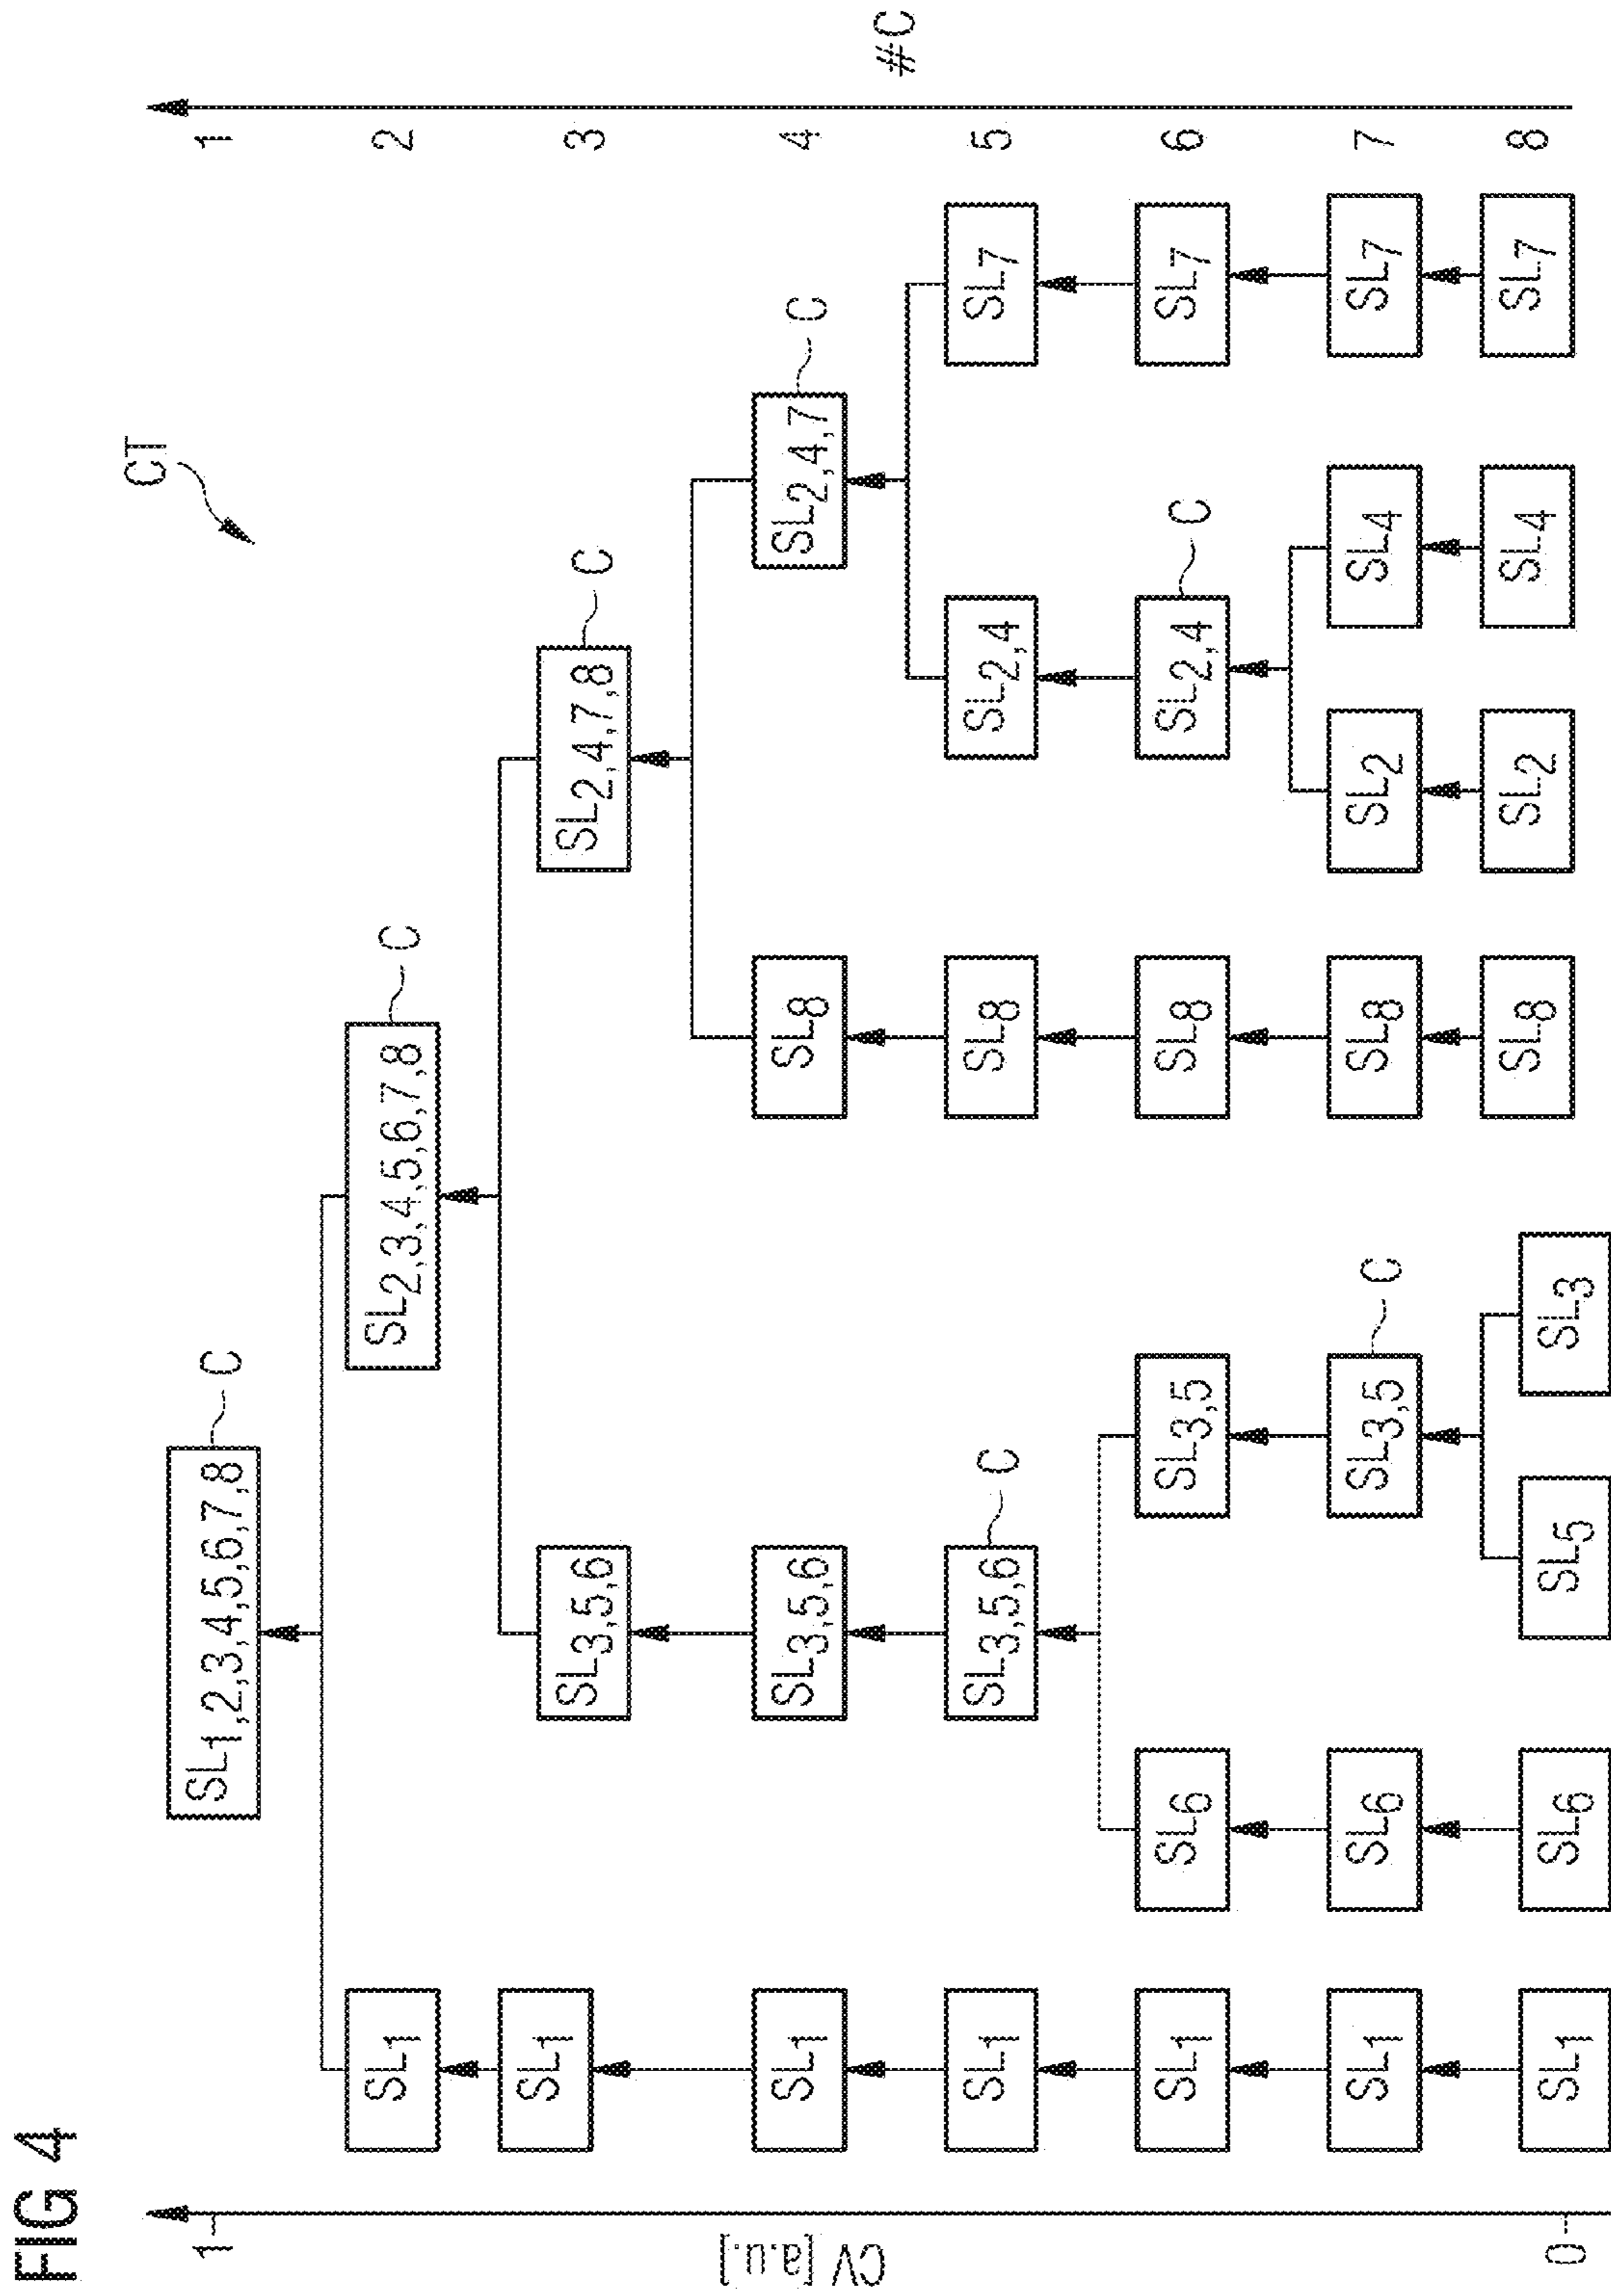 FIG 4
CT
CV [a.u.]
1
0
#C
SL1,2,3,4,5,6,7,8
C
1
SL1
SL2,3,4,5,6,7,8
C
2
SL1
SL3,5,6
SL2,4,7,8
C
3
SL1
SL3,5,6
SL8
SL2,4,7
C
4
SL1
SL3,5,6
C
SL8
SL2,4
SL7
5
SL1
SL6
SL3,5
SL8
SL2,4
C
SL7
6
SL1
SL6
SL3,5
C
SL8
SL2
SL4
SL7
7
SL1
SL6
SL5
SL3
SL8
SL2
SL4
SL7
8